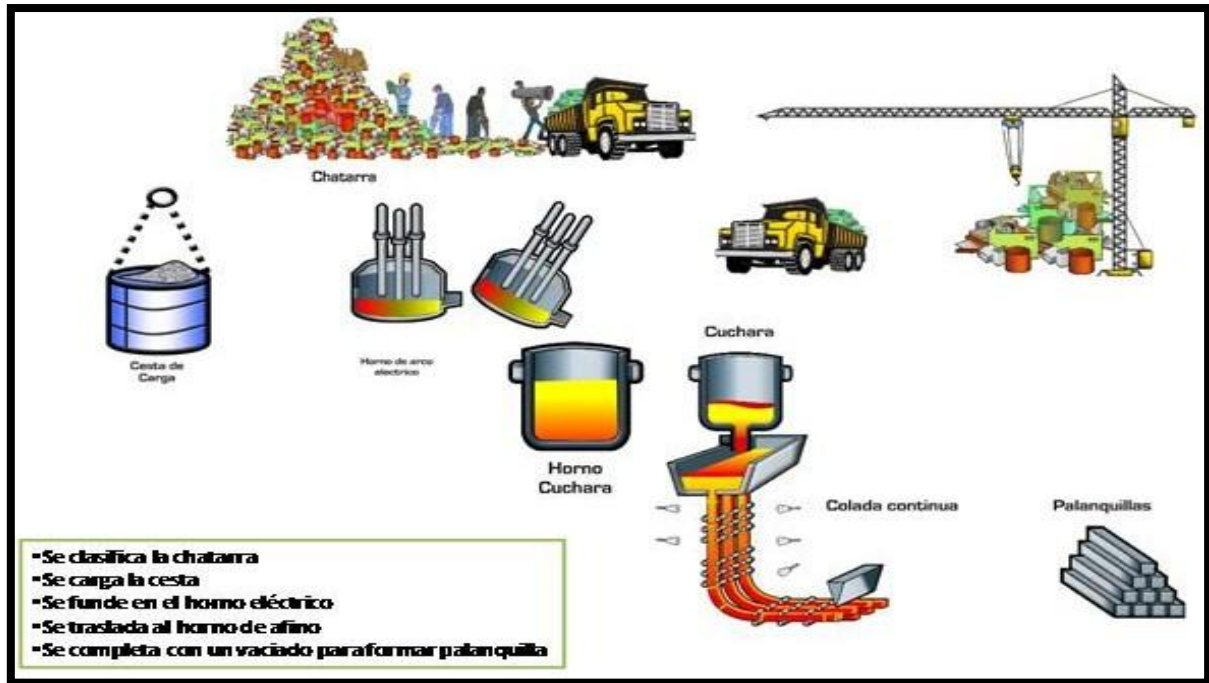 Chatarra
Cesta de
Carga
Horno de arco
electrico
Cuchara
Horno
Cuchara
Colada continua
Palanquillas
▪Se clasifica la chatarra
▪Se carga la cesta
▪Se funde en el horno eléctrico
▪Se traslada al horno de afino
▪Se completa con un vaciado para formar palanquilla